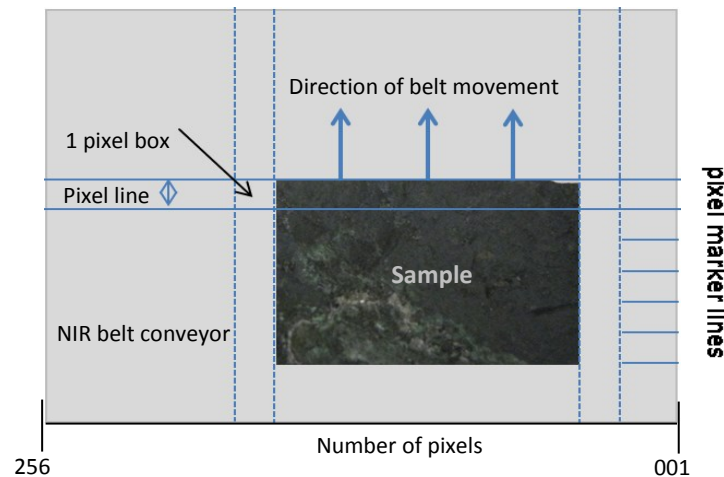 Direction of belt movement
1 pixel box
Pixel line
Sample
NIR belt conveyor
pixel marker lines
Number of pixels
256
001